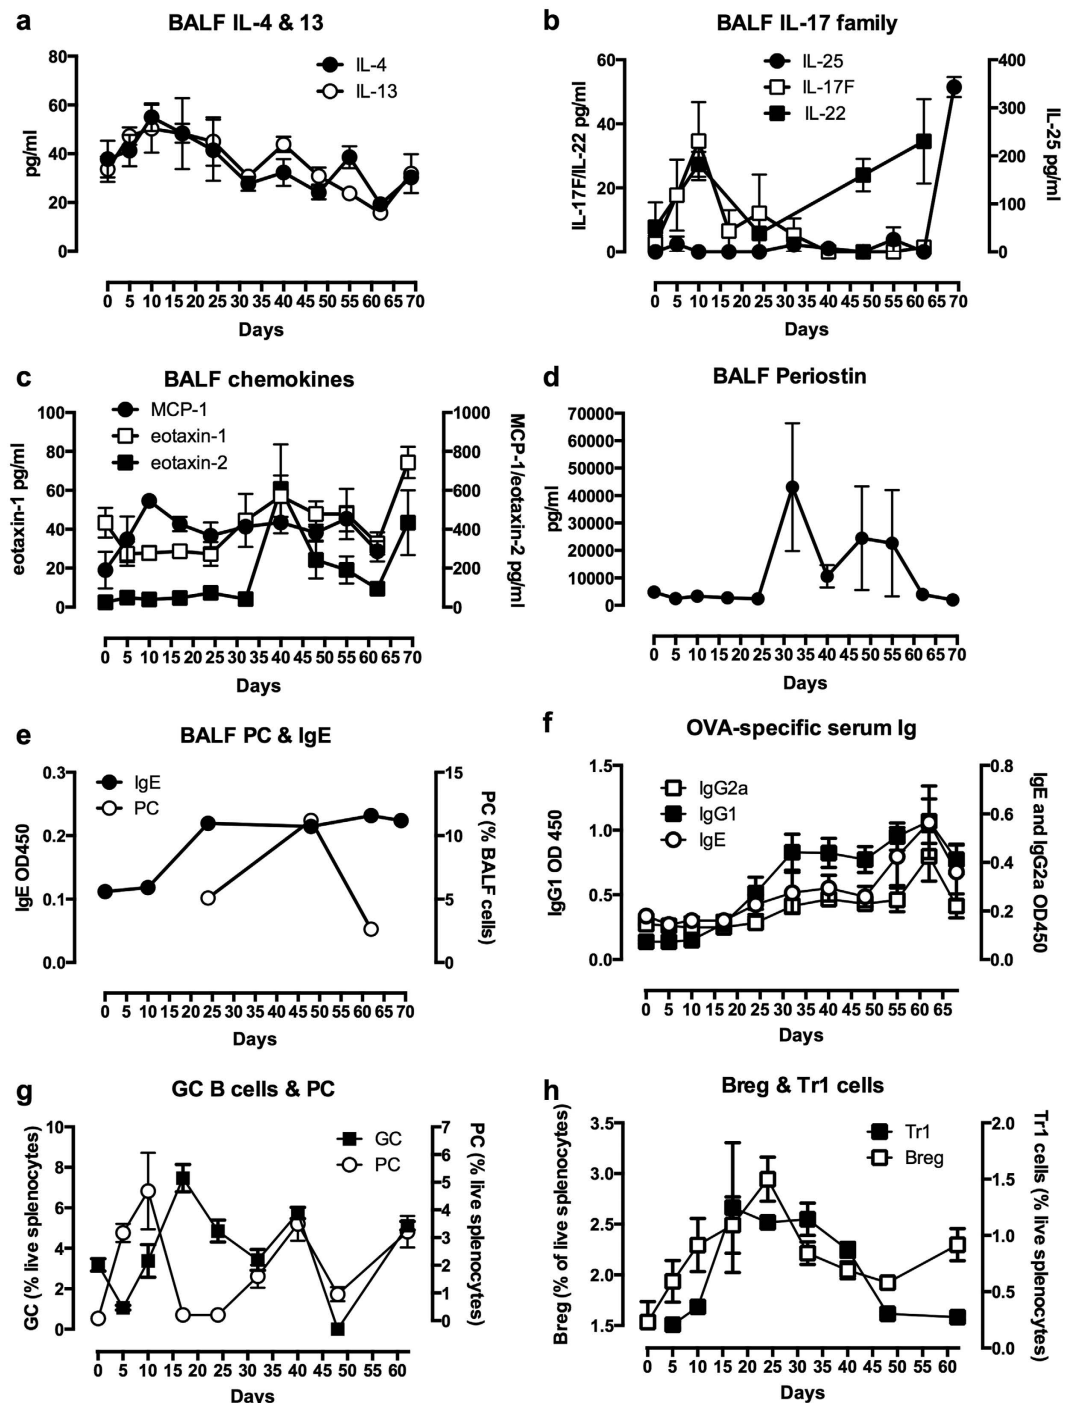 a
BALF IL-4 & 13
80
60
40
20
0
pg/ml
IL-4
IL-13
0 5 10 15 20 25 30 35 40 45 50 55 60 65 70
Days
b
BALF IL-17 family
60
40
20
0
IL-17F/IL-22 pg/ml
IL-25
IL-17F
IL-22
400
300
200
100
0
IL-25 pg/ml
0 5 10 15 20 25 30 35 40 45 50 55 60 65 70
Days
c
BALF chemokines
100
80
60
40
20
0
eotaxin-1 pg/ml
MCP-1
eotaxin-1
eotaxin-2
1000
800
600
400
200
0
MCP-1/eotaxin-2 pg/ml
0 5 10 15 20 25 30 35 40 45 50 55 60 65 70
Days
d
BALF Periostin
70000
60000
50000
40000
30000
20000
10000
0
pg/ml
0 5 10 15 20 25 30 35 40 45 50 55 60 65 70
Days
e
BALF PC & IgE
0.3
0.2
0.1
0.0
IgE OD450
IgE
PC
15
10
5
0
PC (% BALF cells)
0 5 10 15 20 25 30 35 40 45 50 55 60 65 70
Days
f
OVA-specific serum Ig
1.5
1.0
0.5
0.0
IgG1 OD 450
IgG2a
IgG1
IgE
0.8
0.6
0.4
0.2
0.0
IgE and IgG2a OD450
0 5 10 15 20 25 30 35 40 45 50 55 60 65
Days
g
GC B cells & PC
10
8
6
4
2
0
GC (% live splenocytes)
GC
PC
7
6
5
4
3
2
1
0
PC (% live splenocytes)
0 5 10 15 20 25 30 35 40 45 50 55 60
Days
h
Breg & Tr1 cells
3.5
3.0
2.5
2.0
1.5
Breg (% of live splenocytes)
Tr1
Breg
2.0
1.5
1.0
0.5
0.0
Tr1 cells (% live splenocytes)
0 5 10 15 20 25 30 35 40 45 50 55 60
Days